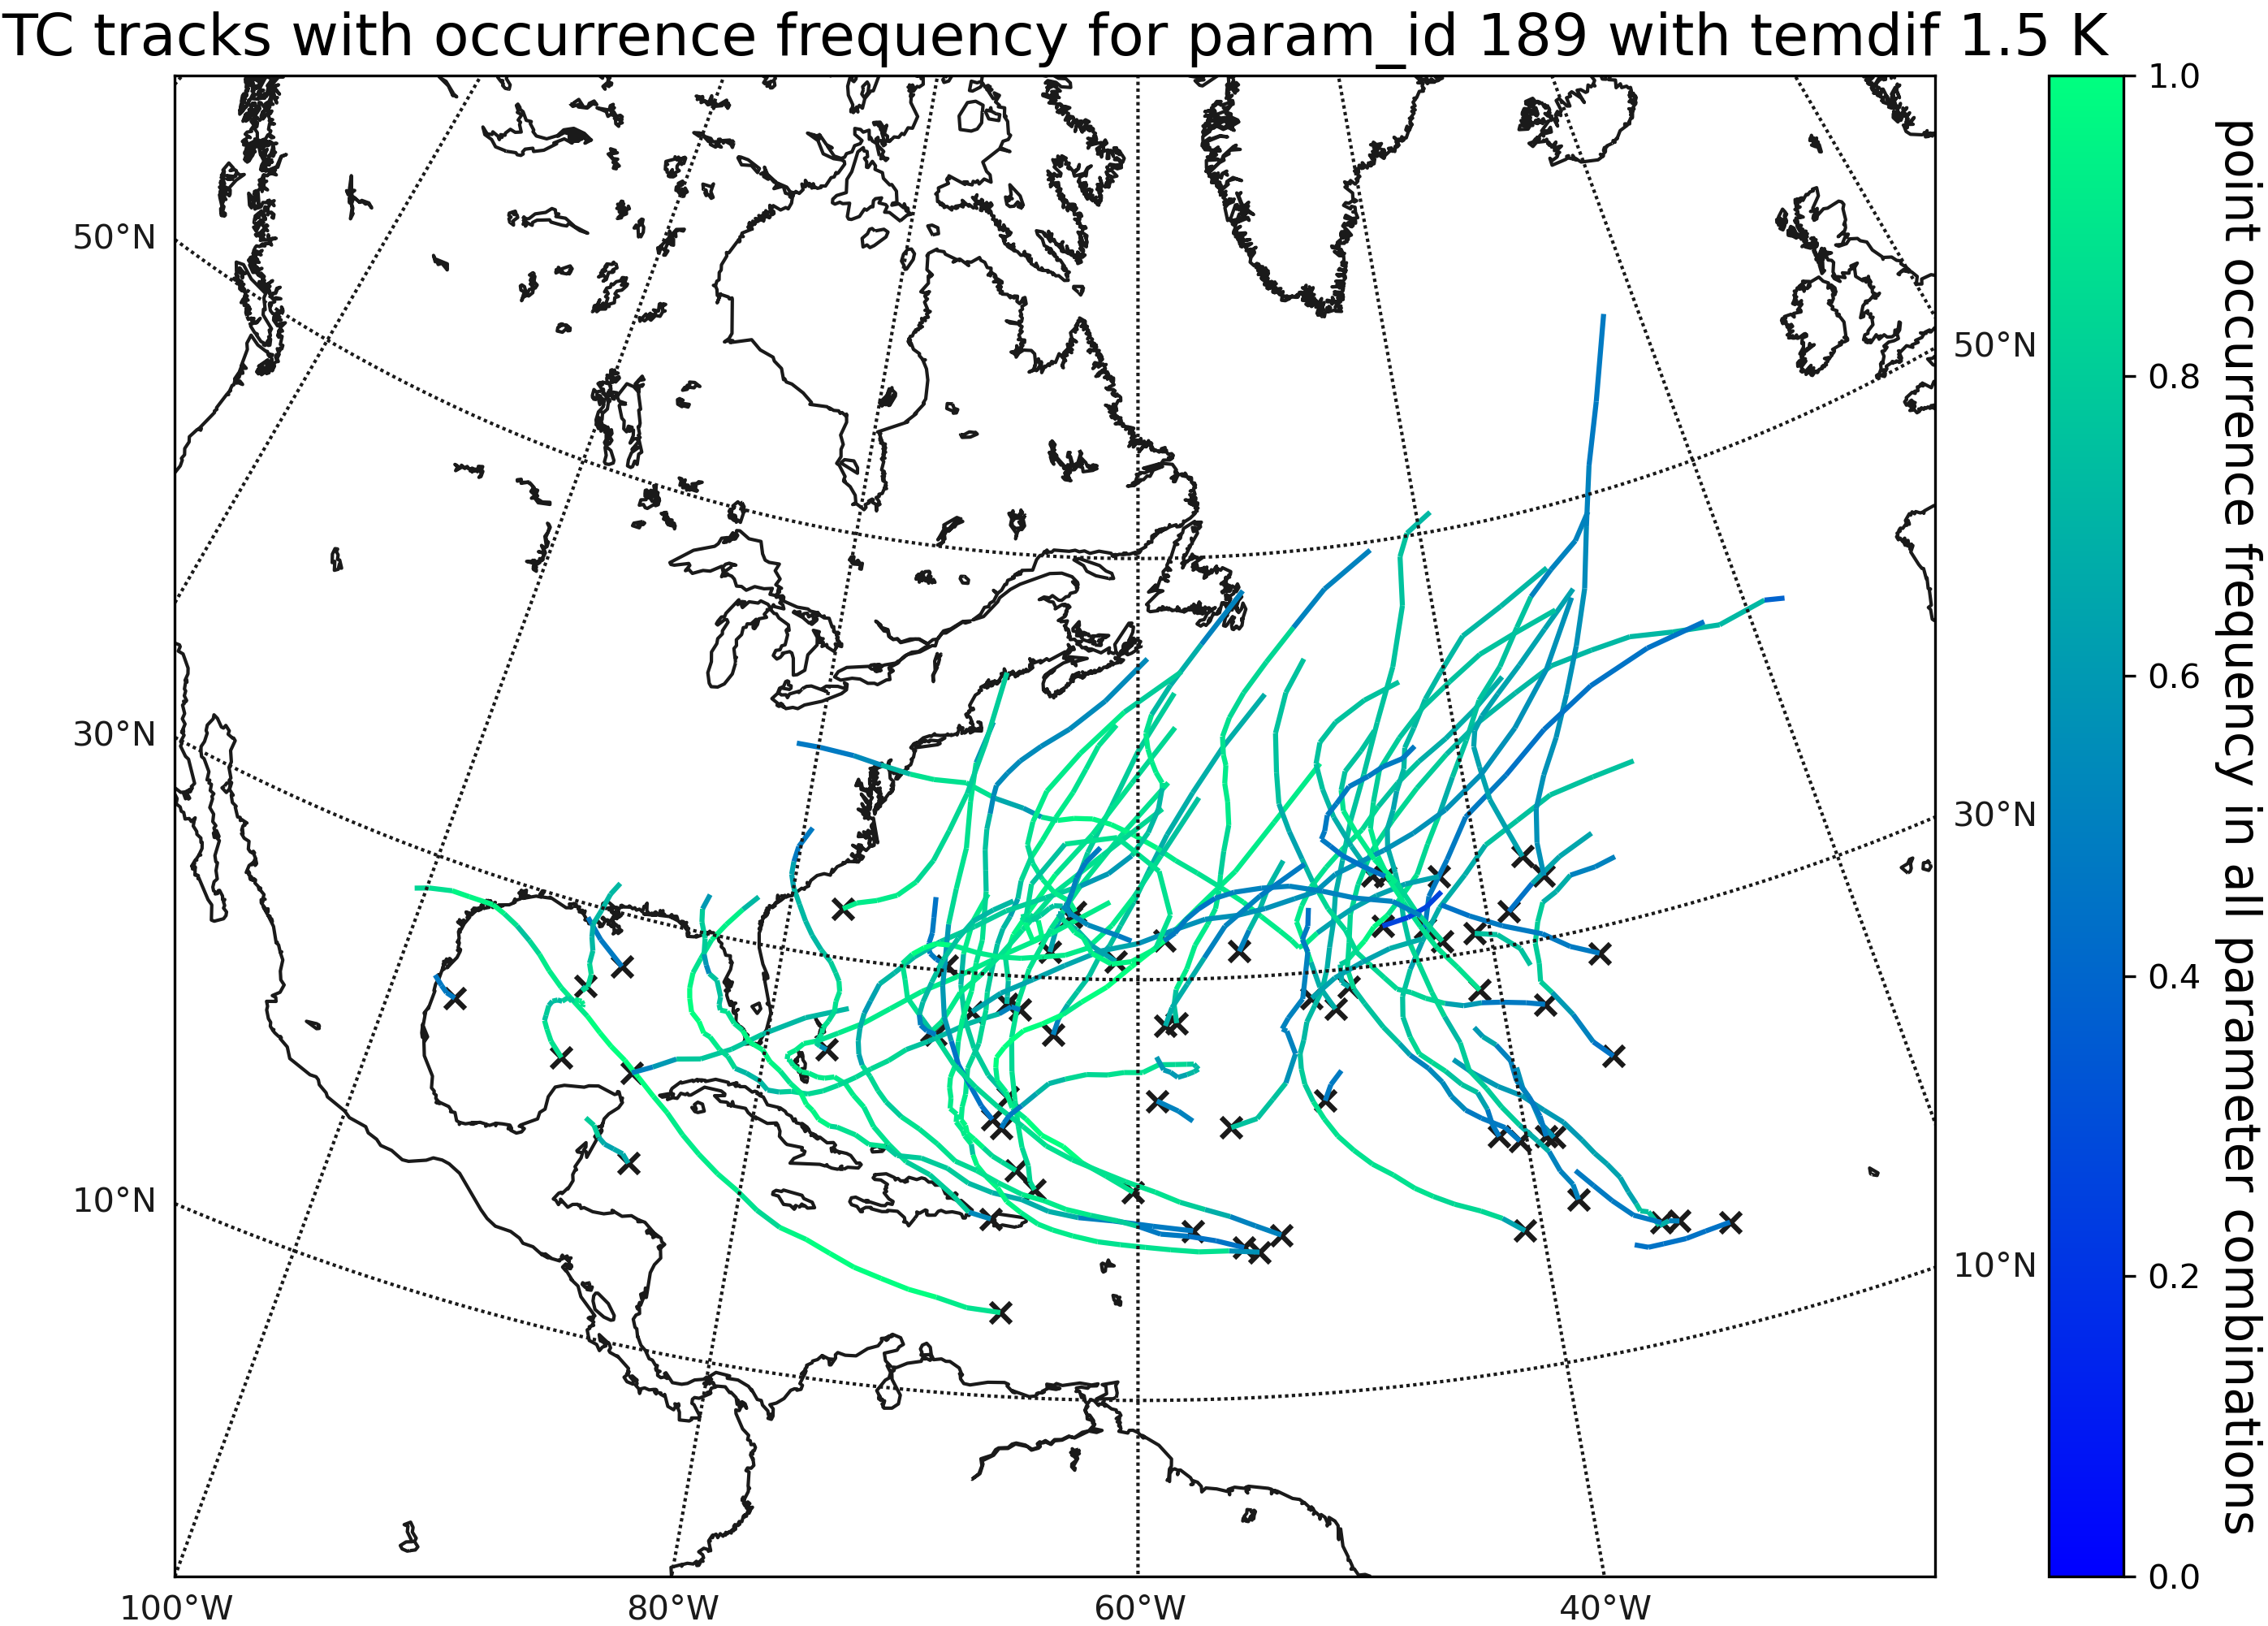 TC tracks with occurrence frequency for param_id 189 with temdif 1.5 K
50°N
30°N
10°N
100°W
80°W
60°W
40°W
50°N
30°N
10°N
1.0
0.8
0.6
0.4
0.2
0.0
point occurrence frequency in all parameter combinations